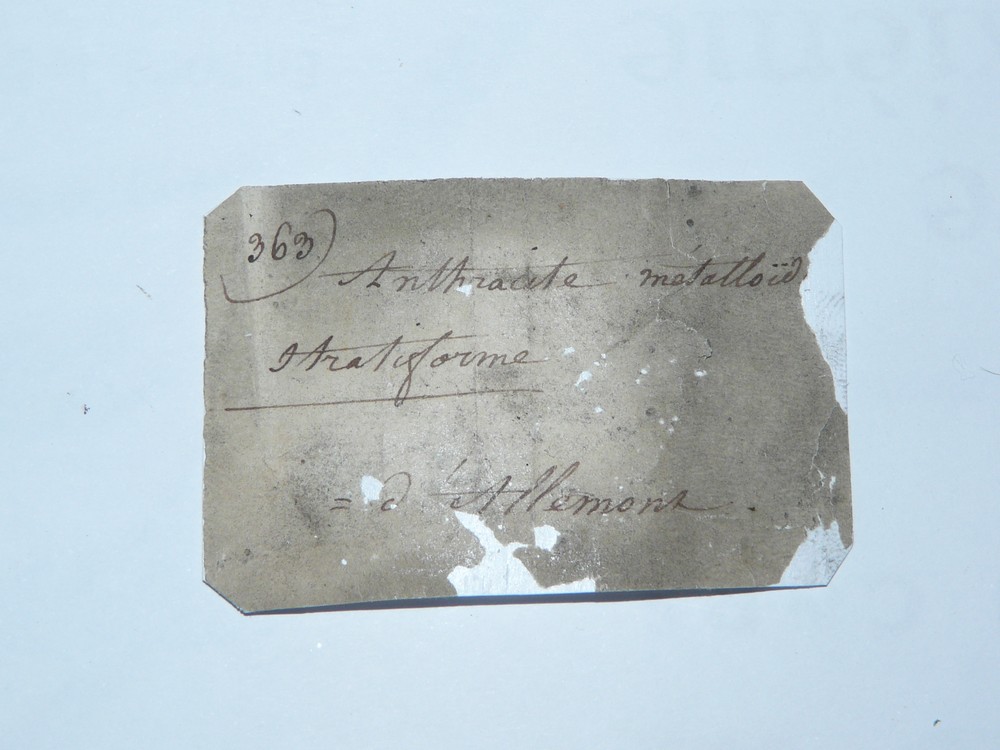 363) Anthracite métalloïd
Stratiforme
= d'Allemont.